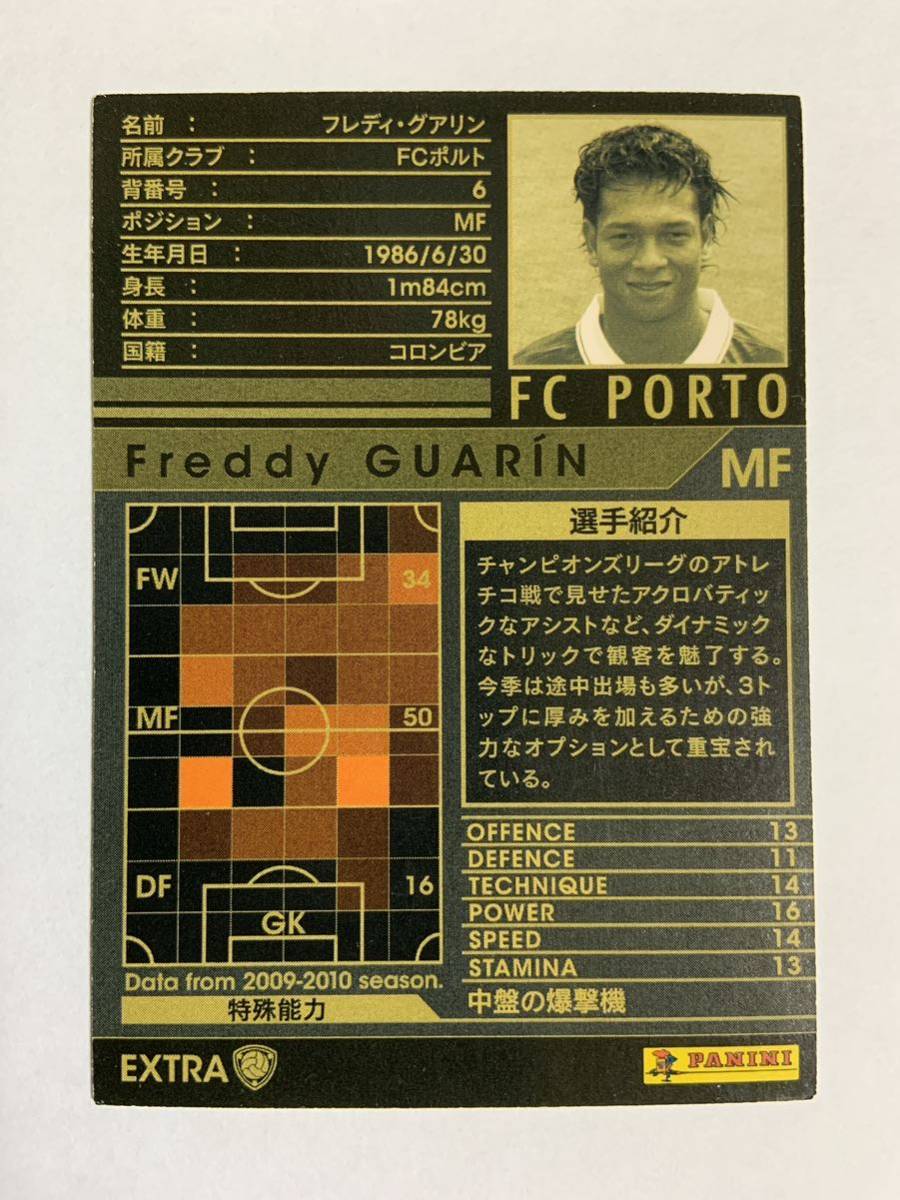 名前 : フレディ・グアリン
所属クラブ : FCポルト
背番号 : 6
ポジション : MF
生年月日 : 1986/6/30
身長 : 1m84cm
体重 : 78kg
国籍 : コロンビア
FC PORTO
Freddy GUARÍN
MF
FW 34
MF 50
DF 16
GK
Data from 2009-2010 season.
選手紹介
チャンピオンズリーグのアトレ
チコ戦で見せたアクロバティッ
クなアシストなど、ダイナミック
なトリックで観客を魅了する。
今季は途中出場も多いが、3ト
ップに厚みを加えるための強
力なオプションとして重宝され
ている。
OFFENCE 13
DEFENCE 11
TECHNIQUE 14
POWER 16
SPEED 14
STAMINA 13
特殊能力
中盤の爆撃機
EXTRA
PANINI